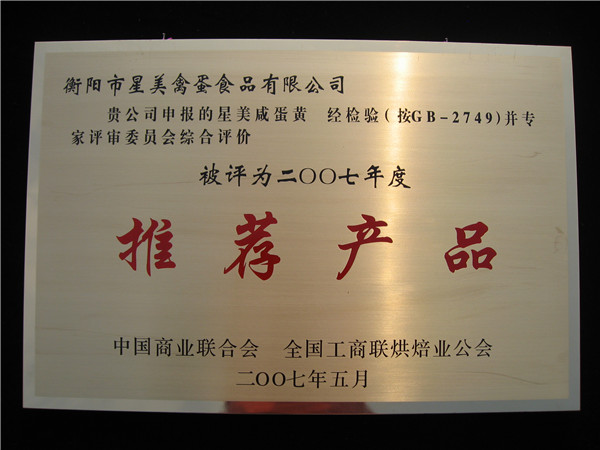 衡阳市星美禽蛋食品有限公司
贵公司申报的星美咸蛋黄 经检验(按GB-2749)并专
家评审委员会综合评价
被评为二〇〇七年度
推荐产品
中国商业联合会 全国工商联烘焙业公会
二〇〇七年五月